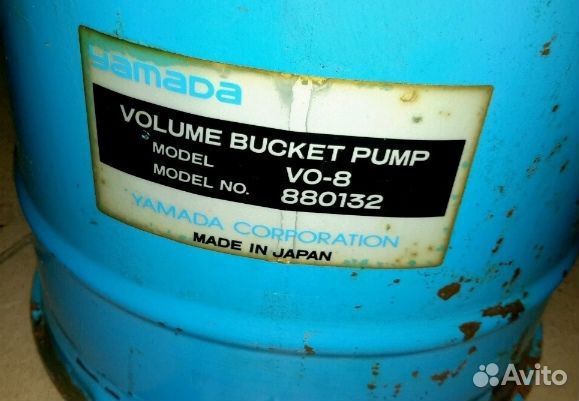 yamada
VOLUME BUCKET PUMP
MODEL VO-8
MODEL NO. 880132
YAMADA CORPORATION
MADE IN JAPAN
Avito